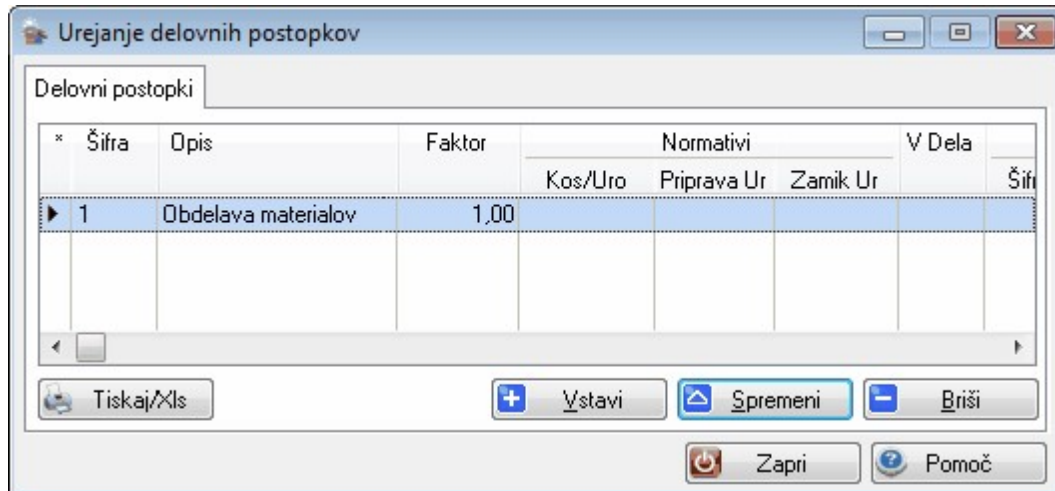 Urejanje delovnih postopkov
Delovni postopki
* Šifra Opis Faktor Normativi V Dela
Kos/Uro Priprava Ur Zamik Ur Šifr
1 Obdelava materialov 1,00
Tiskaj/Xls Vstavi Spremeni Briši
Zapri Pomoč